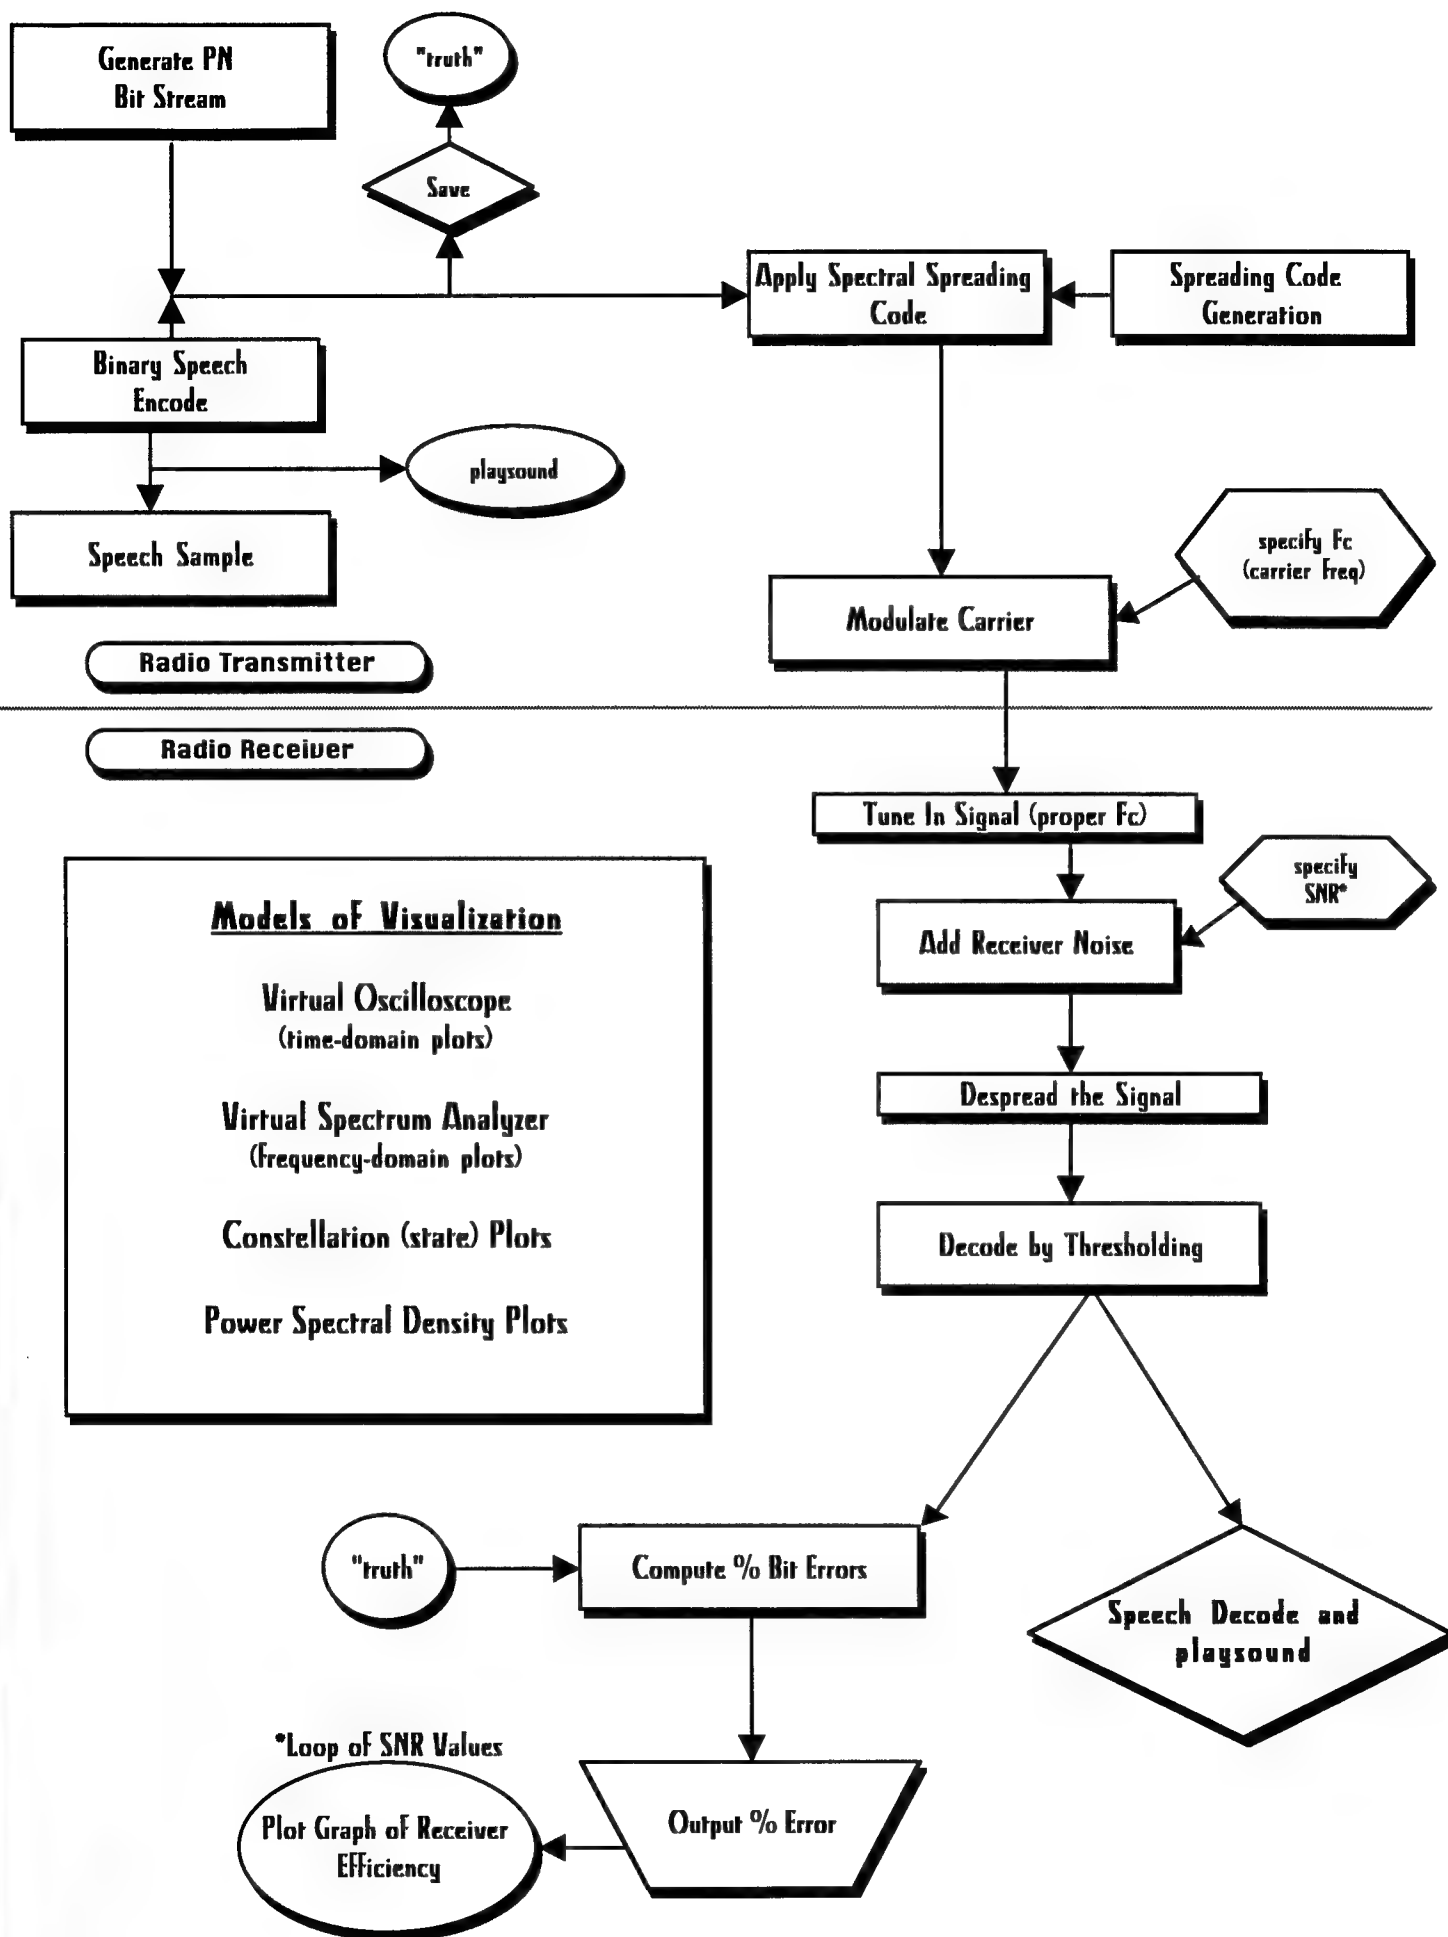 Generate PN
Bit Stream
"truth"
Save
Apply Spectral Spreading
Code
Spreading Code
Generation
Binary Speech
Encode
playsound
Speech Sample
specify Fc
(carrier freq)
Modulate Carrier
Radio Transmitter
Radio Receiver
Tune In Signal (proper Fc)
specify
SNR*
Add Receiver Noise
Models of Visualization
Virtual Oscilloscope
(time-domain plots)
Virtual Spectrum Analyzer
(frequency-domain plots)
Constellation (state) Plots
Power Spectral Density Plots
Despread the Signal
Decode by Thresholding
"truth"
Compute % Bit Errors
Speech Decode and
playsound
*Loop of SNR Values
Plot Graph of Receiver
Efficiency
Output % Error